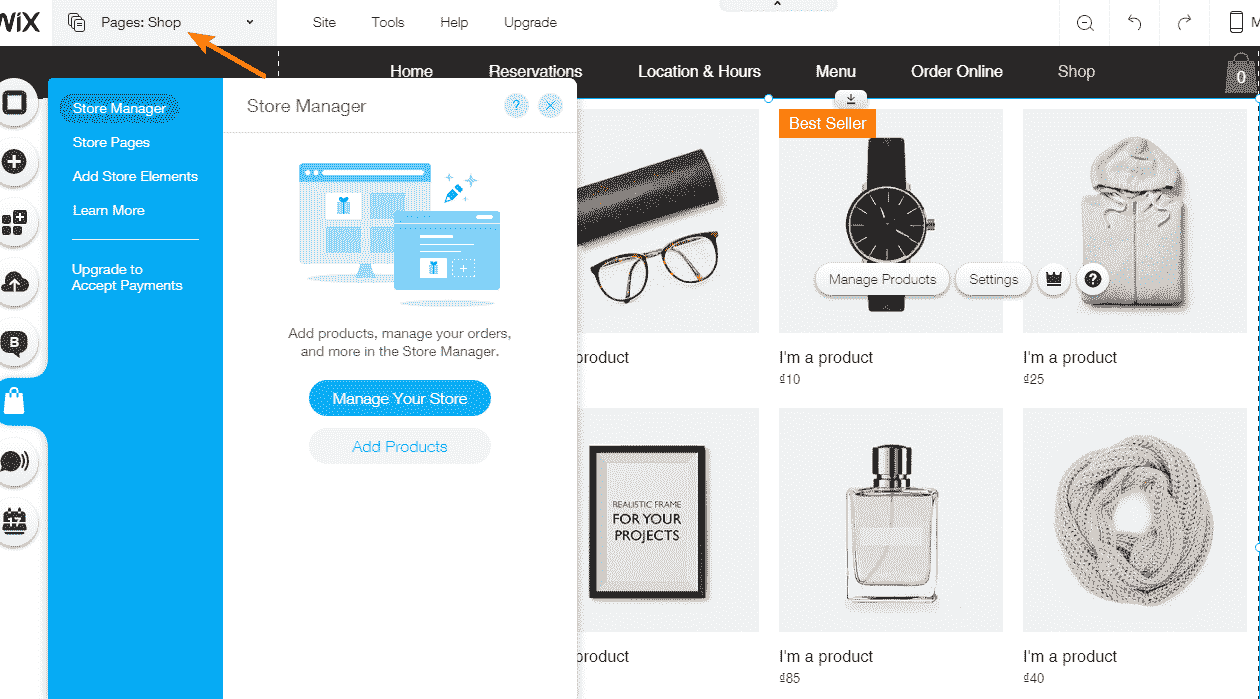 WiX
Pages: Shop
Site
Tools
Help
Upgrade
M
Home
Reservations
Location & Hours
Menu
Order Online
Shop
0
Store Manager
Store Pages
Add Store Elements
Learn More
Upgrade to
Accept Payments
Store Manager
?
Add products, manage your orders,
and more in the Store Manager.
Manage Your Store
Add Products
B
17
Best Seller
Manage Products
Settings
?
product
I'm a product
₫10
I'm a product
₫25
REALISTIC FRAME
FOR YOUR
PROJECTS
product
I'm a product
₫85
I'm a product
₫40